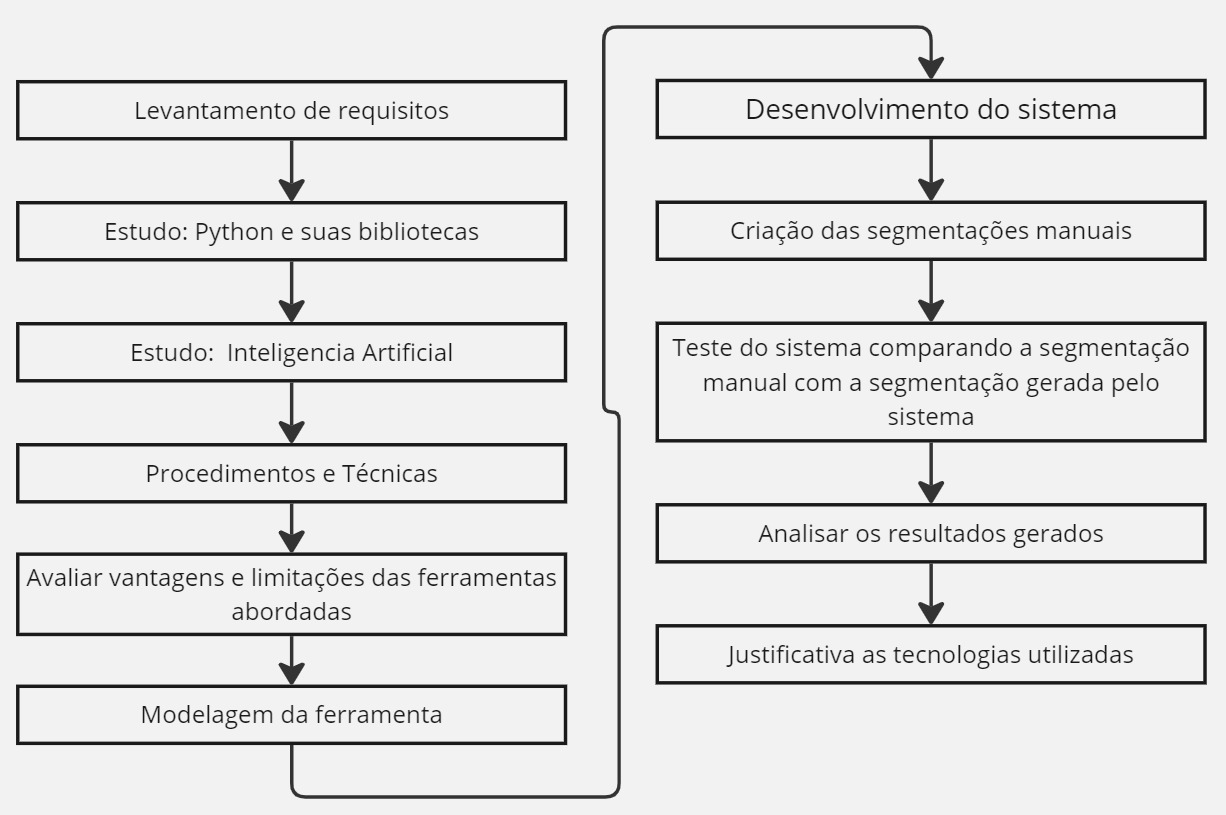 Levantamento de requisitos
Estudo: Python e suas bibliotecas
Estudo:  Inteligencia Artificial
Procedimentos e Técnicas
Avaliar vantagens e limitações das ferramentas
abordadas
Modelagem da ferramenta
Desenvolvimento do sistema
Criação das segmentações manuais
Teste do sistema comparando a segmentação
manual com a segmentação gerada pelo
sistema
Analisar os resultados gerados
Justificativa as tecnologias utilizadas